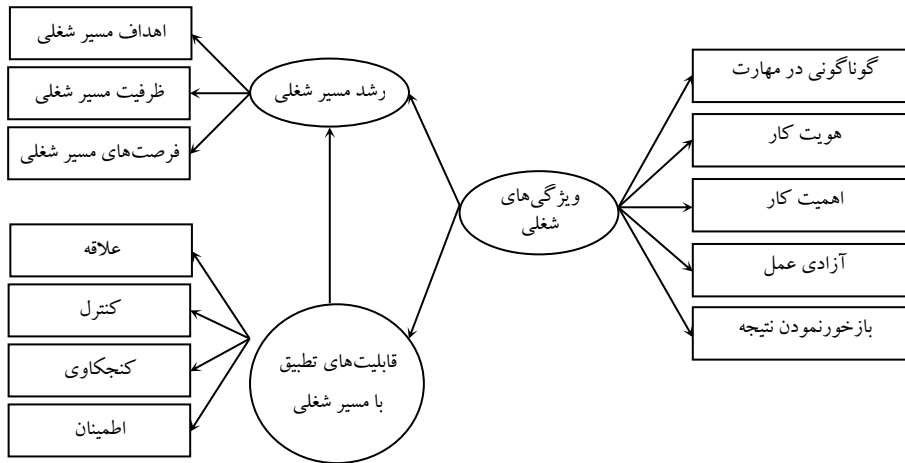 گوناگونی در مهارت
هویت کار
اهمیت کار
آزادی عمل
بازخورنمودن نتیجه
ویژگی‌های
شغلی
رشد مسیر شغلی
اهداف مسیر شغلی
ظرفیت مسیر شغلی
فرصت‌های مسیر شغلی
قابلیت‌های تطبیق
با مسیر شغلی
علاقه
کنترل
کنجکاوی
اطمینان